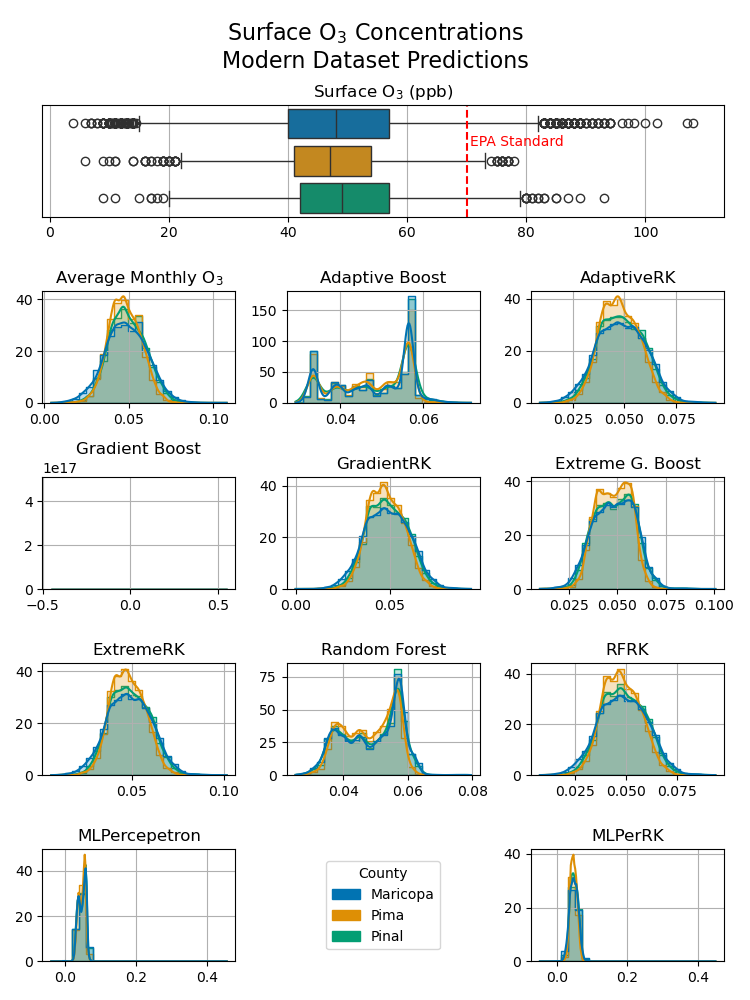 Surface O₃ Concentrations
Modern Dataset Predictions
Surface O₃ (ppb)
EPA Standard
0 20 40 60 80 100
Average Monthly O₃ Adaptive Boost AdaptiveRK
40 20 0
0.00 0.05 0.10
150 100 50 0
0.04 0.06
40 20 0
0.025 0.050 0.075
Gradient Boost GradientRK Extreme G. Boost
1e17
4 2 0
−0.5 0.0 0.5
40 20 0
0.00 0.05
40 20 0
0.025 0.050 0.075 0.100
ExtremeRK Random Forest RFRK
40 20 0
0.05 0.10
75 50 25 0
0.04 0.06 0.08
40 20 0
0.025 0.050 0.075
MLPercepetron MLPerRK
40 20 0
0.0 0.2 0.4
County
Maricopa
Pima
Pinal
40 20 0
0.0 0.2 0.4